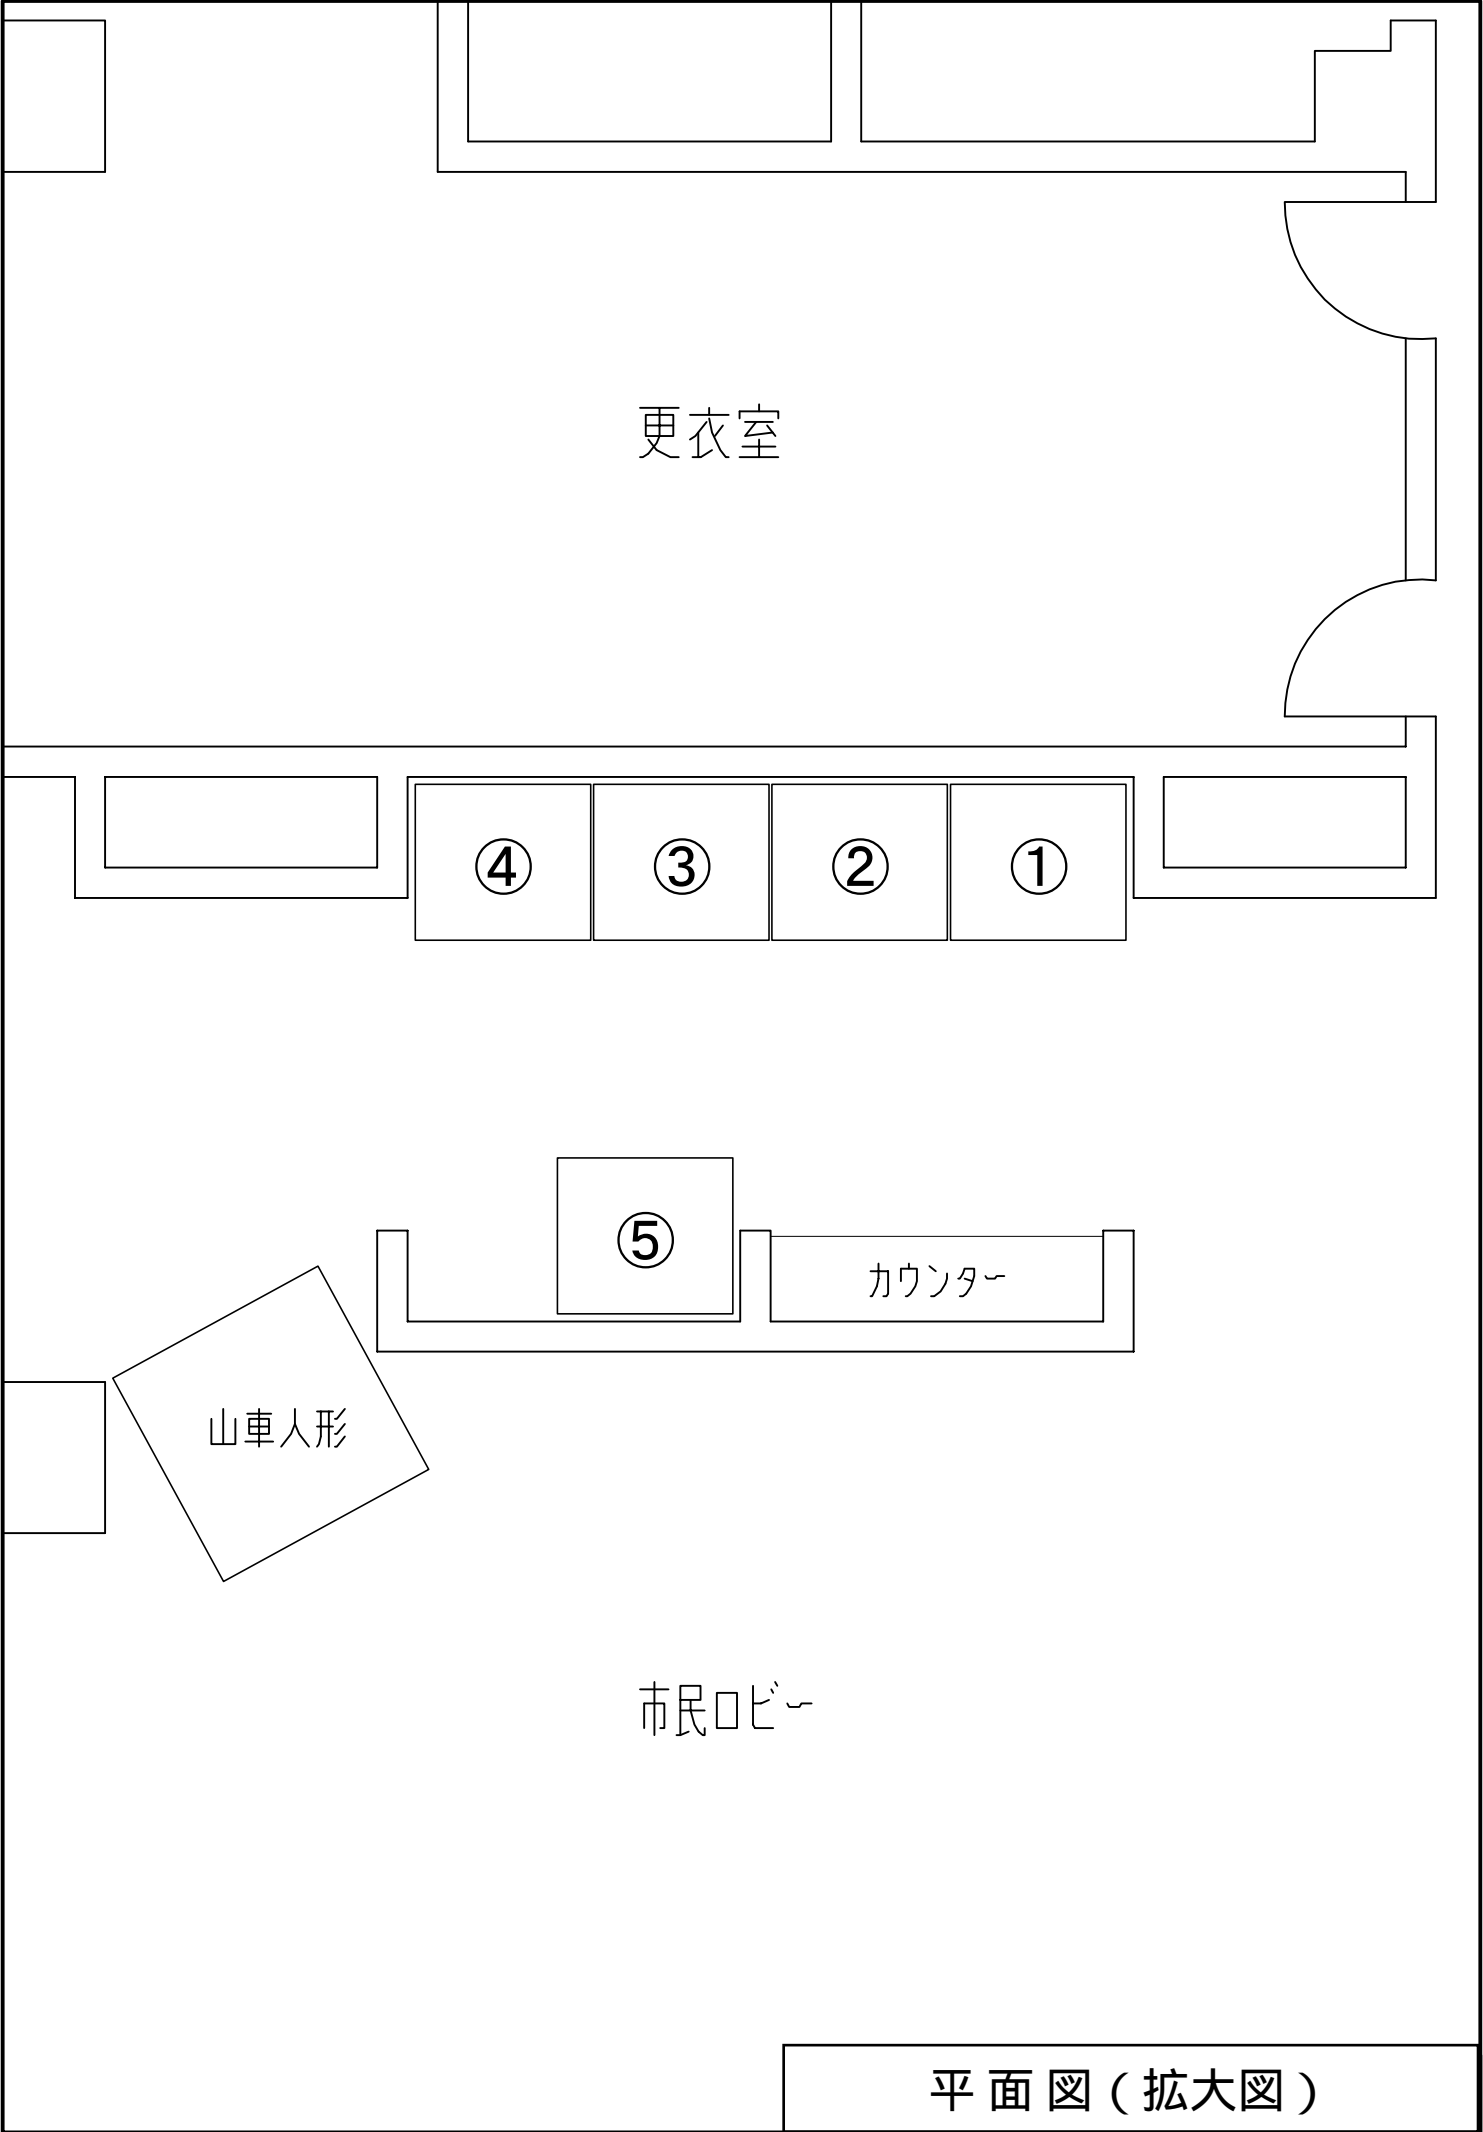 更衣室
④ ③ ② ①
⑤
カウンター
山車人形
市民ロビー
平面図（拡大図）